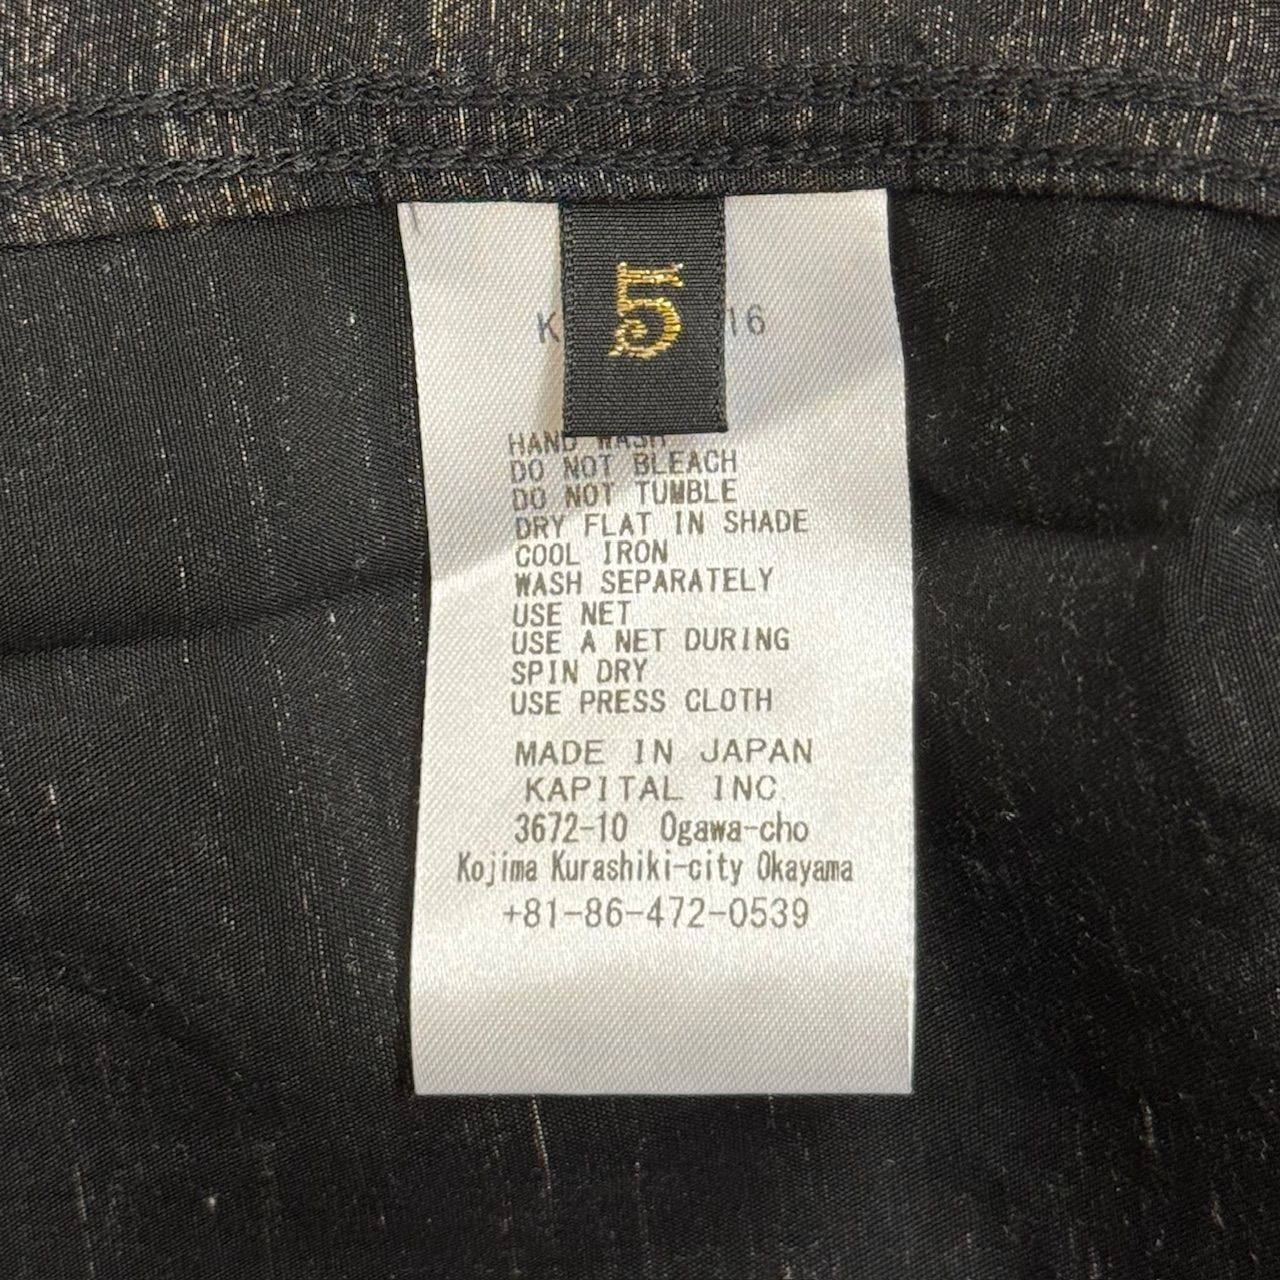 5
K 16
HAND WASH
DO NOT BLEACH
DO NOT TUMBLE
DRY FLAT IN SHADE
COOL IRON
WASH SEPARATELY
USE NET
USE A NET DURING
SPIN DRY
USE PRESS CLOTH
MADE IN JAPAN
KAPITAL INC.
3672-10 Ogawa-cho
Kojima Kurashiki-city Okayama
+81-86-472-0539